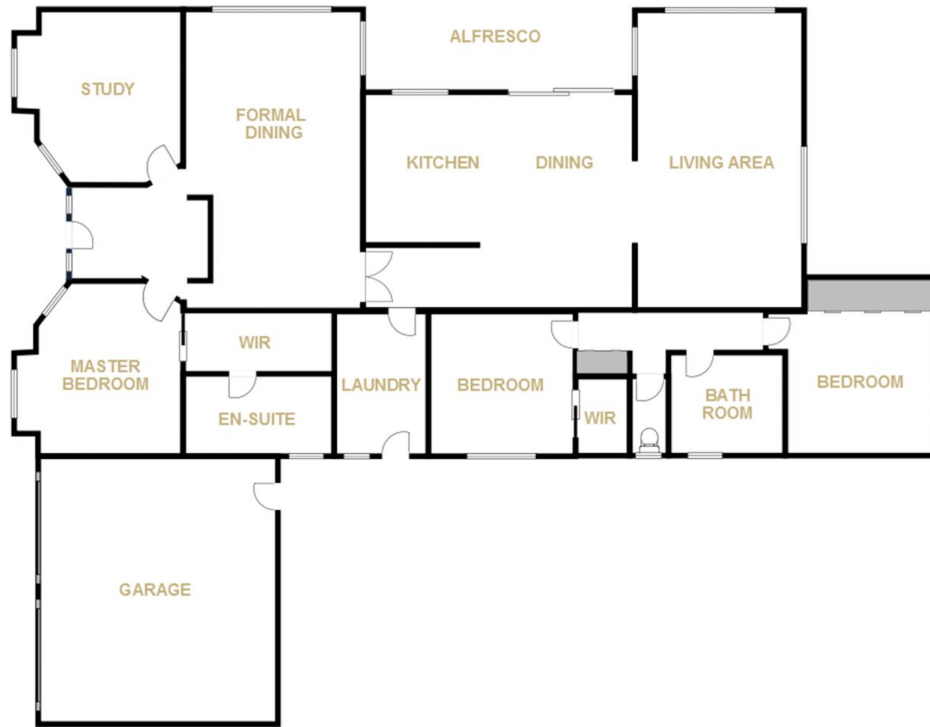 ALFRESCO
STUDY
FORMAL
DINING
KITCHEN
DINING
LIVING AREA
WIR
MASTER
BEDROOM
LAUNDRY
BEDROOM
BEDROOM
EN-SUITE
WIR
BATH
ROOM
GARAGE